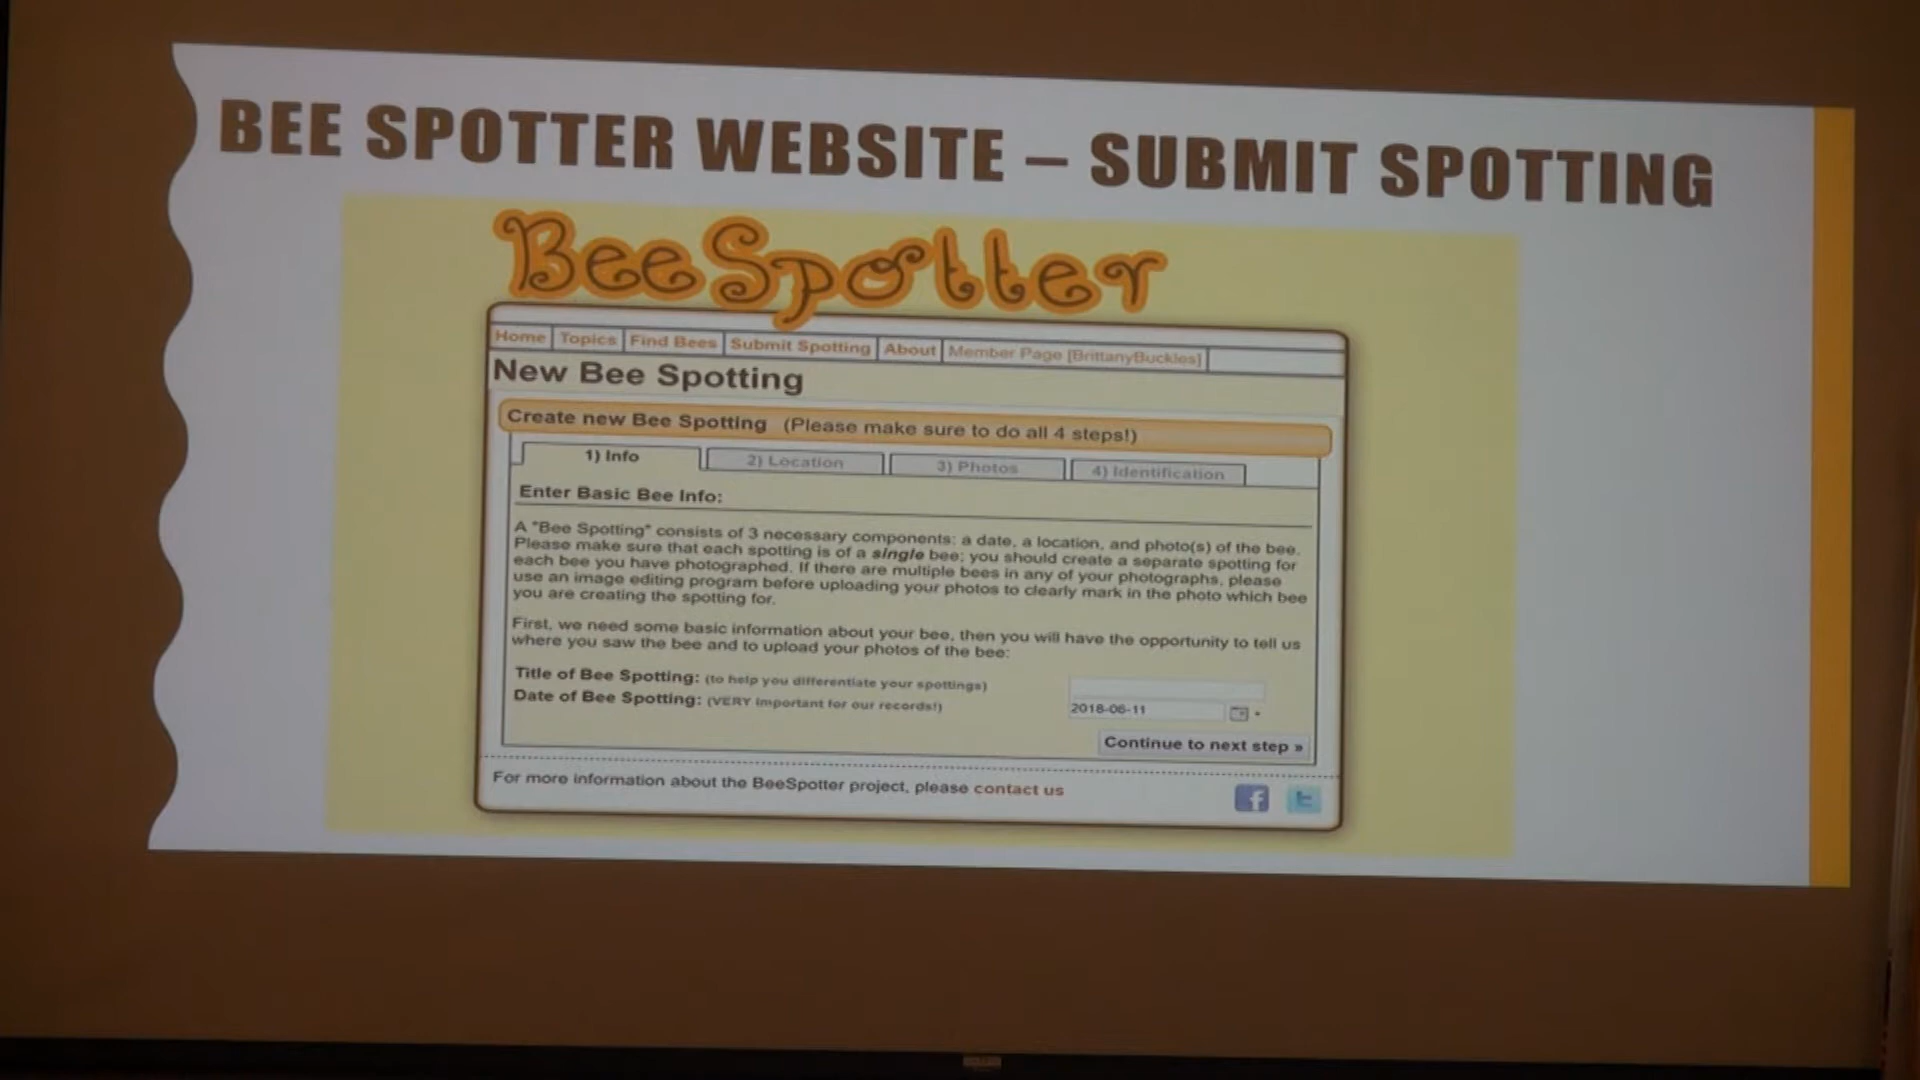 BEE SPOTTER WEBSITE – SUBMIT SPOTTING
BeeSpotter
Home Topics Find Bees Submit Spotting About Member Page [BrittanyBuckles]
New Bee Spotting
Create new Bee Spotting (Please make sure to do all 4 steps!)
1) Info 2) Location 3) Photos 4) Identification
Enter Basic Bee Info:
A "Bee Spotting" consists of 3 necessary components: a date, a location, and photo(s) of the bee.
Please make sure that each spotting is of a single bee; you should create a separate spotting for
each bee you have photographed. If there are multiple bees in any of your photographs, please
use an image editing program before uploading your photos to clearly mark in the photo which bee
you are creating the spotting for.
First, we need some basic information about your bee, then you will have the opportunity to tell us
where you saw the bee and to upload your photos of the bee:
Title of Bee Spotting: (to help you differentiate your spottings)
Date of Bee Spotting: (VERY important for our records!) 2018-06-11
Continue to next step »
For more information about the BeeSpotter project, please contact us